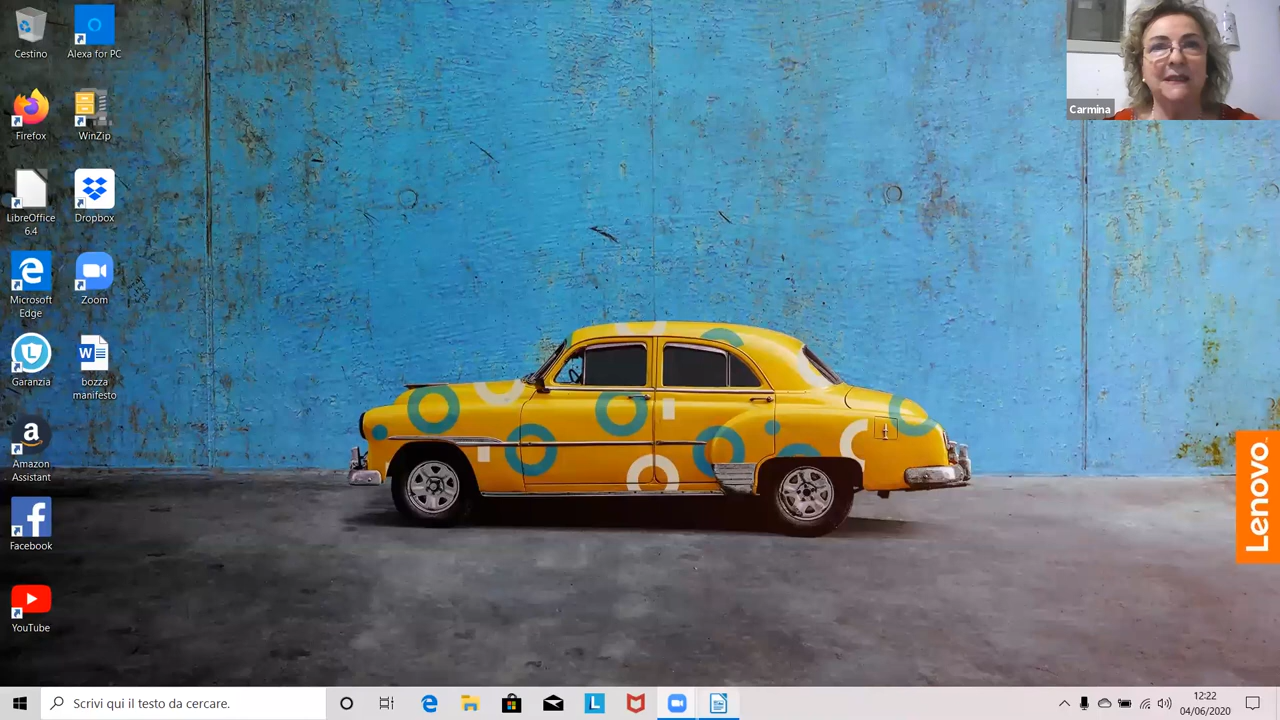 Cestino
Alexa for PC
Firefox
WinZip
LibreOffice
6.4
Dropbox
Microsoft
Edge
Zoom
Garanzia
bozza
manifesto
Amazon
Assistant
Facebook
YouTube
Carmina
Lenovo
Scrivi qui il testo da cercare.
12:22
04/06/2020